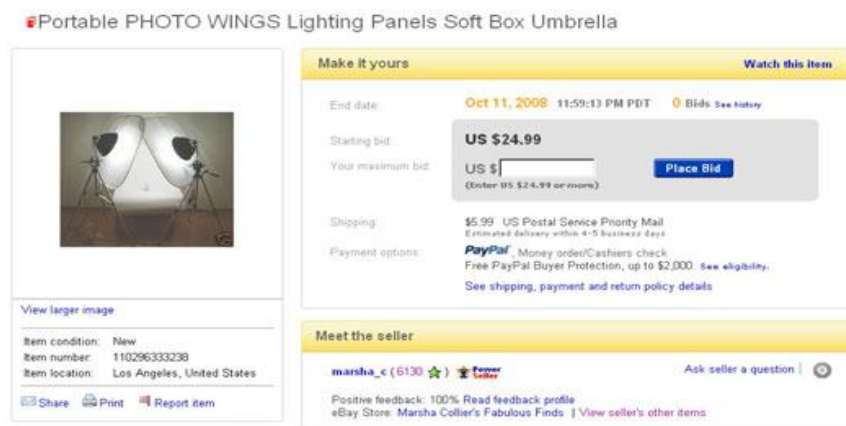 Portable PHOTO WINGS Lighting Panels Soft Box Umbrella
View larger image
Item condition: New
Item number: 110296333238
Item location: Los Angeles, United States
Share Print Report item
Make it yours Watch this item
End date: Oct 11, 2008 11:59:13 PM PDT 0 Bids See history
Starting bid: US $24.99
Your maximum bid: US $
Place Bid
(Enter US $24.99 or more)
Shipping: $5.99 US Postal Service Priority Mail
Estimated delivery within 4-5 business days
Payment options: PayPal, Money order/Cashiers check
Free PayPal Buyer Protection, up to $2,000. See eligibility.
See shipping, payment and return policy details
Meet the seller
marsha_c (6130) Power Seller Ask seller a question
Positive feedback: 100% Read feedback profile
eBay Store: Marsha Collier's Fabulous Finds | View seller's other items